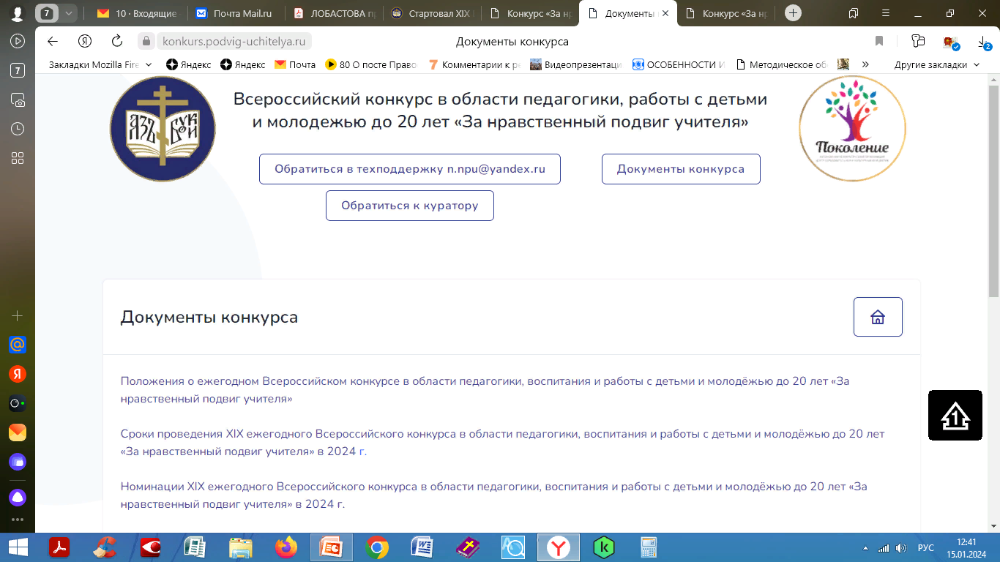 7
10 · Входящие
Почта Mail.ru
ЛОБАСТОВА п
Стартовал XIX
Конкурс «За н
Документы
Конкурс «За н
konkurs.podvig-uchitelya.ru
Документы конкурса
2
7
Закладки Mozilla Fire
Яндекс
Яндекс
Почта
80 О посте Право
Комментарии к р
Видеопрезентаци
ОСОБЕННОСТИ И
Методическое об
»
Другие закладки
Всероссийский конкурс в области педагогики, работы с детьми
и молодежью до 20 лет «За нравственный подвиг учителя»
АЗЪ БУКИ
Поколение
Обратиться в техподдержку n.npu@yandex.ru
Документы конкурса
Обратиться к куратору
Документы конкурса
Положения о ежегодном Всероссийском конкурсе в области педагогики, воспитания и работы с детьми и молодёжью до 20 лет «За
нравственный подвиг учителя»
Сроки проведения XIX ежегодного Всероссийского конкурса в области педагогики, воспитания и работы с детьми и молодёжью до 20 лет
«За нравственный подвиг учителя» в 2024 г.
Номинации XIX ежегодного Всероссийского конкурса в области педагогики, воспитания и работы с детьми и молодёжью до 20 лет «За
нравственный подвиг учителя» в 2024 г.
1
РУС
12:41
15.01.2024